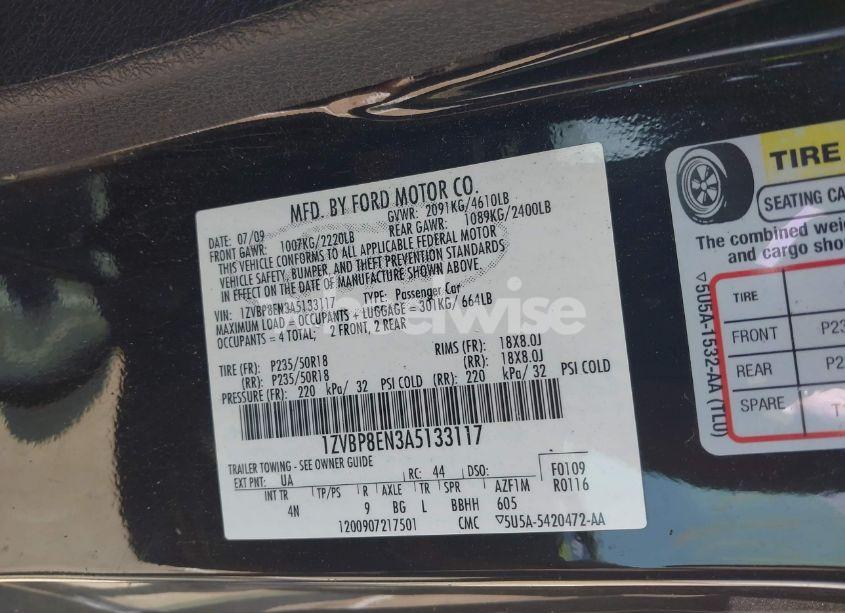 MFD. BY FORD MOTOR CO.
DATE: 07/09 GVWR: 2091KG/4610LB
FRONT GAWR: 1007KG/2220LB REAR GAWR: 1089KG/2400LB
THIS VEHICLE CONFORMS TO ALL APPLICABLE FEDERAL MOTOR
VEHICLE SAFETY, BUMPER, AND THEFT PREVENTION STANDARDS
IN EFFECT ON THE DATE OF MANUFACTURE SHOWN ABOVE.
VIN: 1ZVBP8EN3A5133117 TYPE: Passenger Car
MAXIMUM LOAD = OCCUPANTS + LUGGAGE = 301KG/ 664LB
OCCUPANTS = 4 TOTAL; 2 FRONT, 2 REAR
TIRE (FR): P235/50R18 RIMS (FR): 18X8.0J
(RR): P235/50R18 (RR): 18X8.0J
PRESSURE (FR): 220 kPa/ 32 PSI COLD (RR): 220 kPa/ 32 PSI COLD
1ZVBP8EN3A5133117
TRAILER TOWING - SEE OWNER GUIDE
EXT PNT: UA RC: 44 DSO: F0109
INT TR TP/PS R AXLE TR SPR AZF1M R0116
4N 9 BG L BBHH 605
1200907217501 CMC ▽5U5A-5420472-AA
TIRE
SEATING CA
The combined wei
and cargo sho
TIRE
FRONT P23
REAR P2
SPARE T
▽5U5A-1532-AA (TLU)
wise